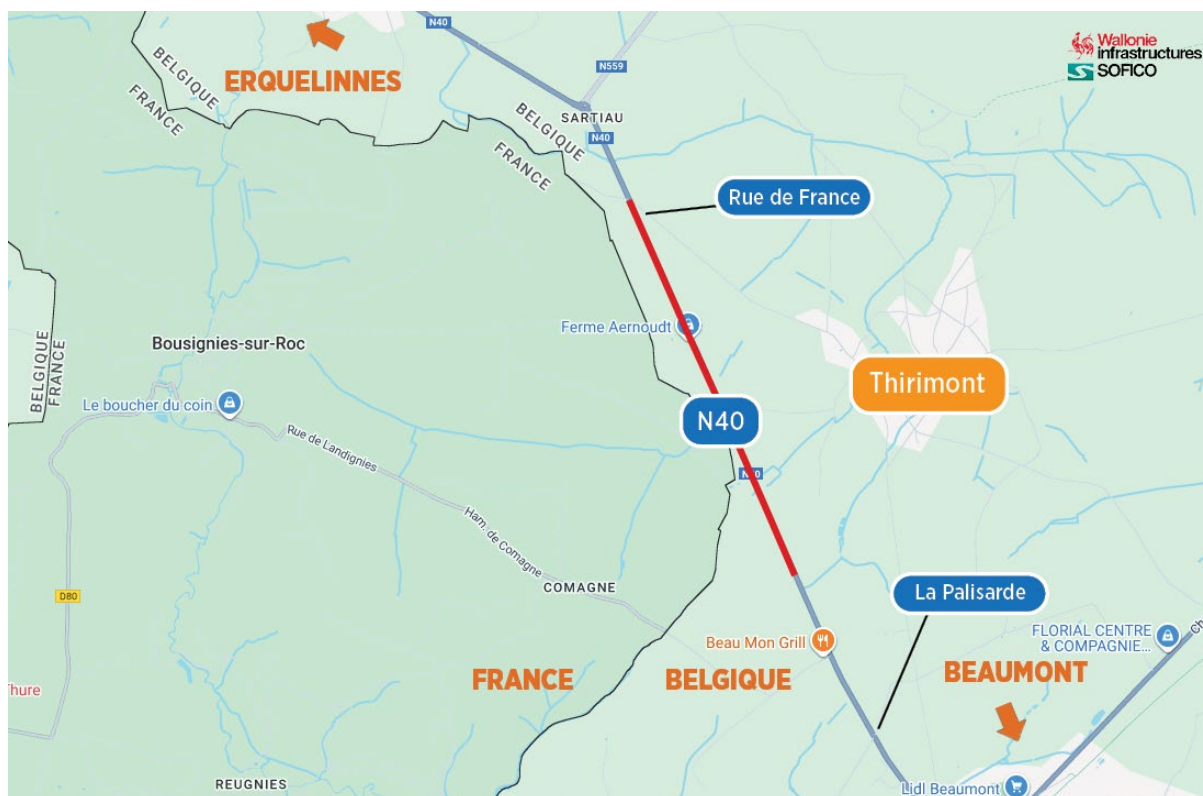 N40
Wallonie
infrastructures
SOFICO
ERQUELINNES
N559
SARTIAU
BELGIQUE
FRANCE
BELGIQUE
FRANCE
N40
Rue de France
Ferme Aernoudt
Bousignies-sur-Roc
BELGIQUE
FRANCE
Thirimont
Le boucher du coin
N40
Rue de Landignies
Ham. de Comagne
COMAGNE
D80
La Palisarde
Beau Mon Grill
FLORIAL CENTRE
& COMPAGNIE...
Ch
FRANCE
BELGIQUE
BEAUMONT
Thure
REUGNIES
Lidl Beaumont